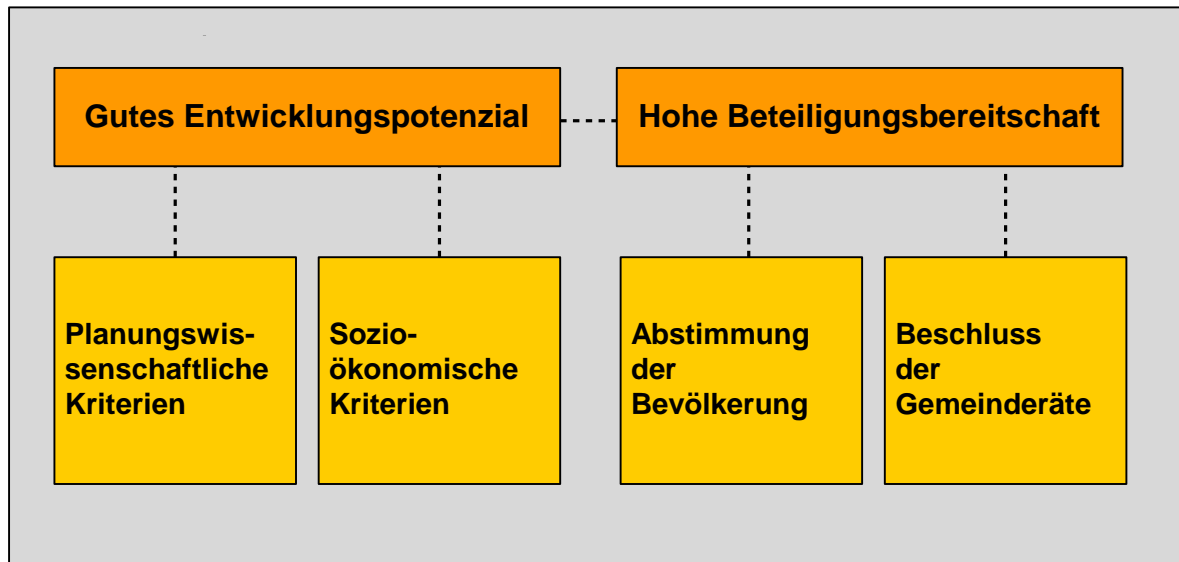 Gutes Entwicklungspotenzial
Hohe Beteiligungsbereitschaft
Planungswis-
senschaftliche
Kriterien
Sozio-
ökonomische
Kriterien
Abstimmung
der
Bevölkerung
Beschluss
der
Gemeinderäte